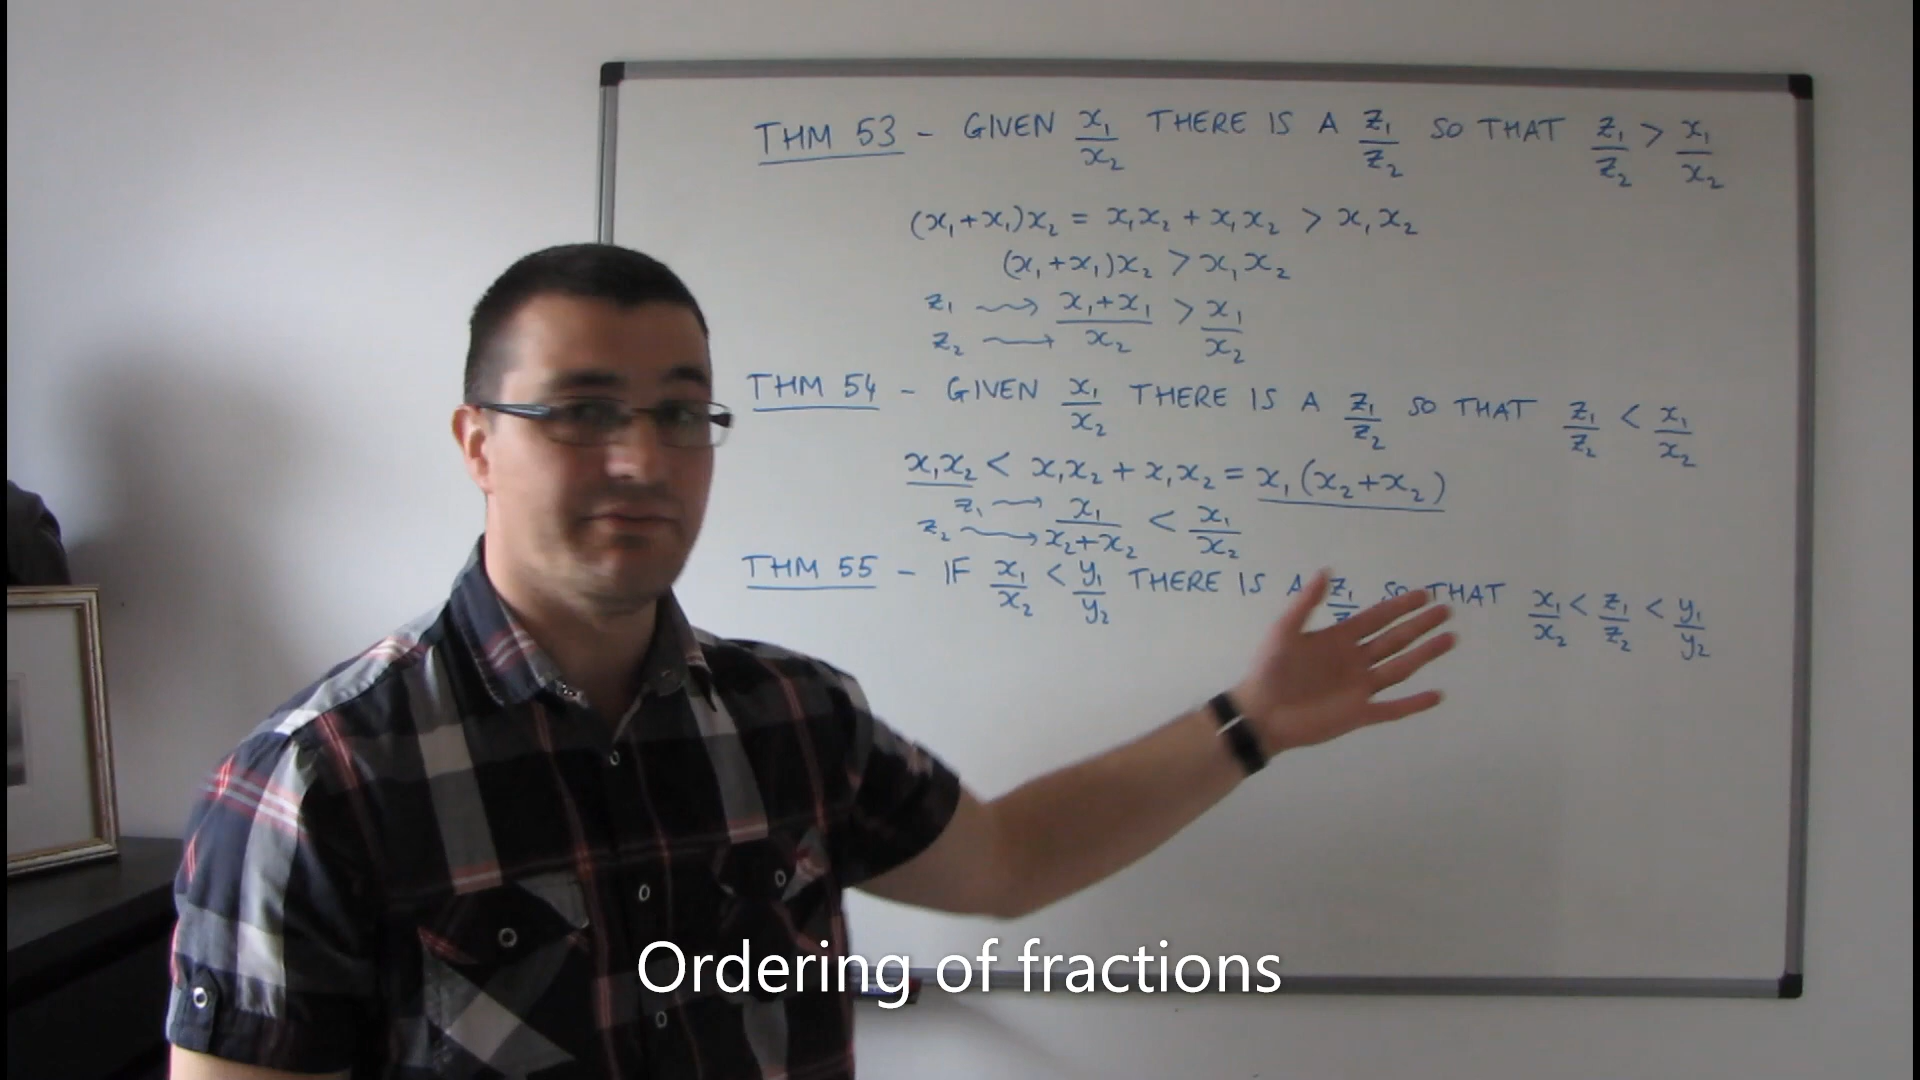 THM 53 - GIVEN x₁/x₂ THERE IS A z₁/z₂ SO THAT z₁/z₂ > x₁/x₂
(x₁+x₁)x₂ = x₁x₂ + x₁x₂ > x₁x₂
(x₁+x₁)x₂ > x₁x₂
z₁ ⟿ x₁+x₁ > x₁
z₂ ⟶ x₂ x₂
THM 54 - GIVEN x₁/x₂ THERE IS A z₁/z₂ SO THAT z₁/z₂ < x₁/x₂
x₁x₂ < x₁x₂ + x₁x₂ = x₁(x₂+x₂)
z₁ ⟶ x₁ < x₁
z₂ ⟿ x₂+x₂ x₂
THM 55 - IF x₁/x₂ < y₁/y₂ THERE IS A z₁/z SO THAT x₁/x₂ < z₁/z₂ < y₁/y₂
Ordering of fractions